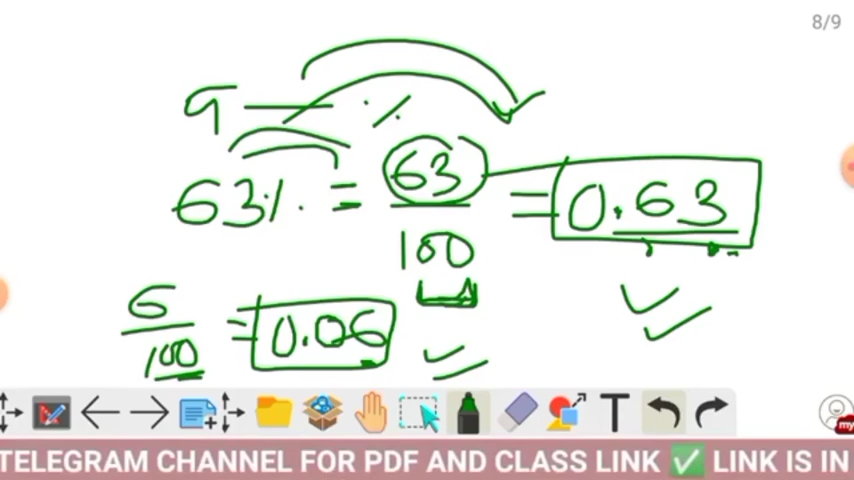 8/9
9 — %
63% = 63/100 = 0.63
6/100 = 0.06
T
my
TELEGRAM CHANNEL FOR PDF AND CLASS LINK ✅ LINK IS IN